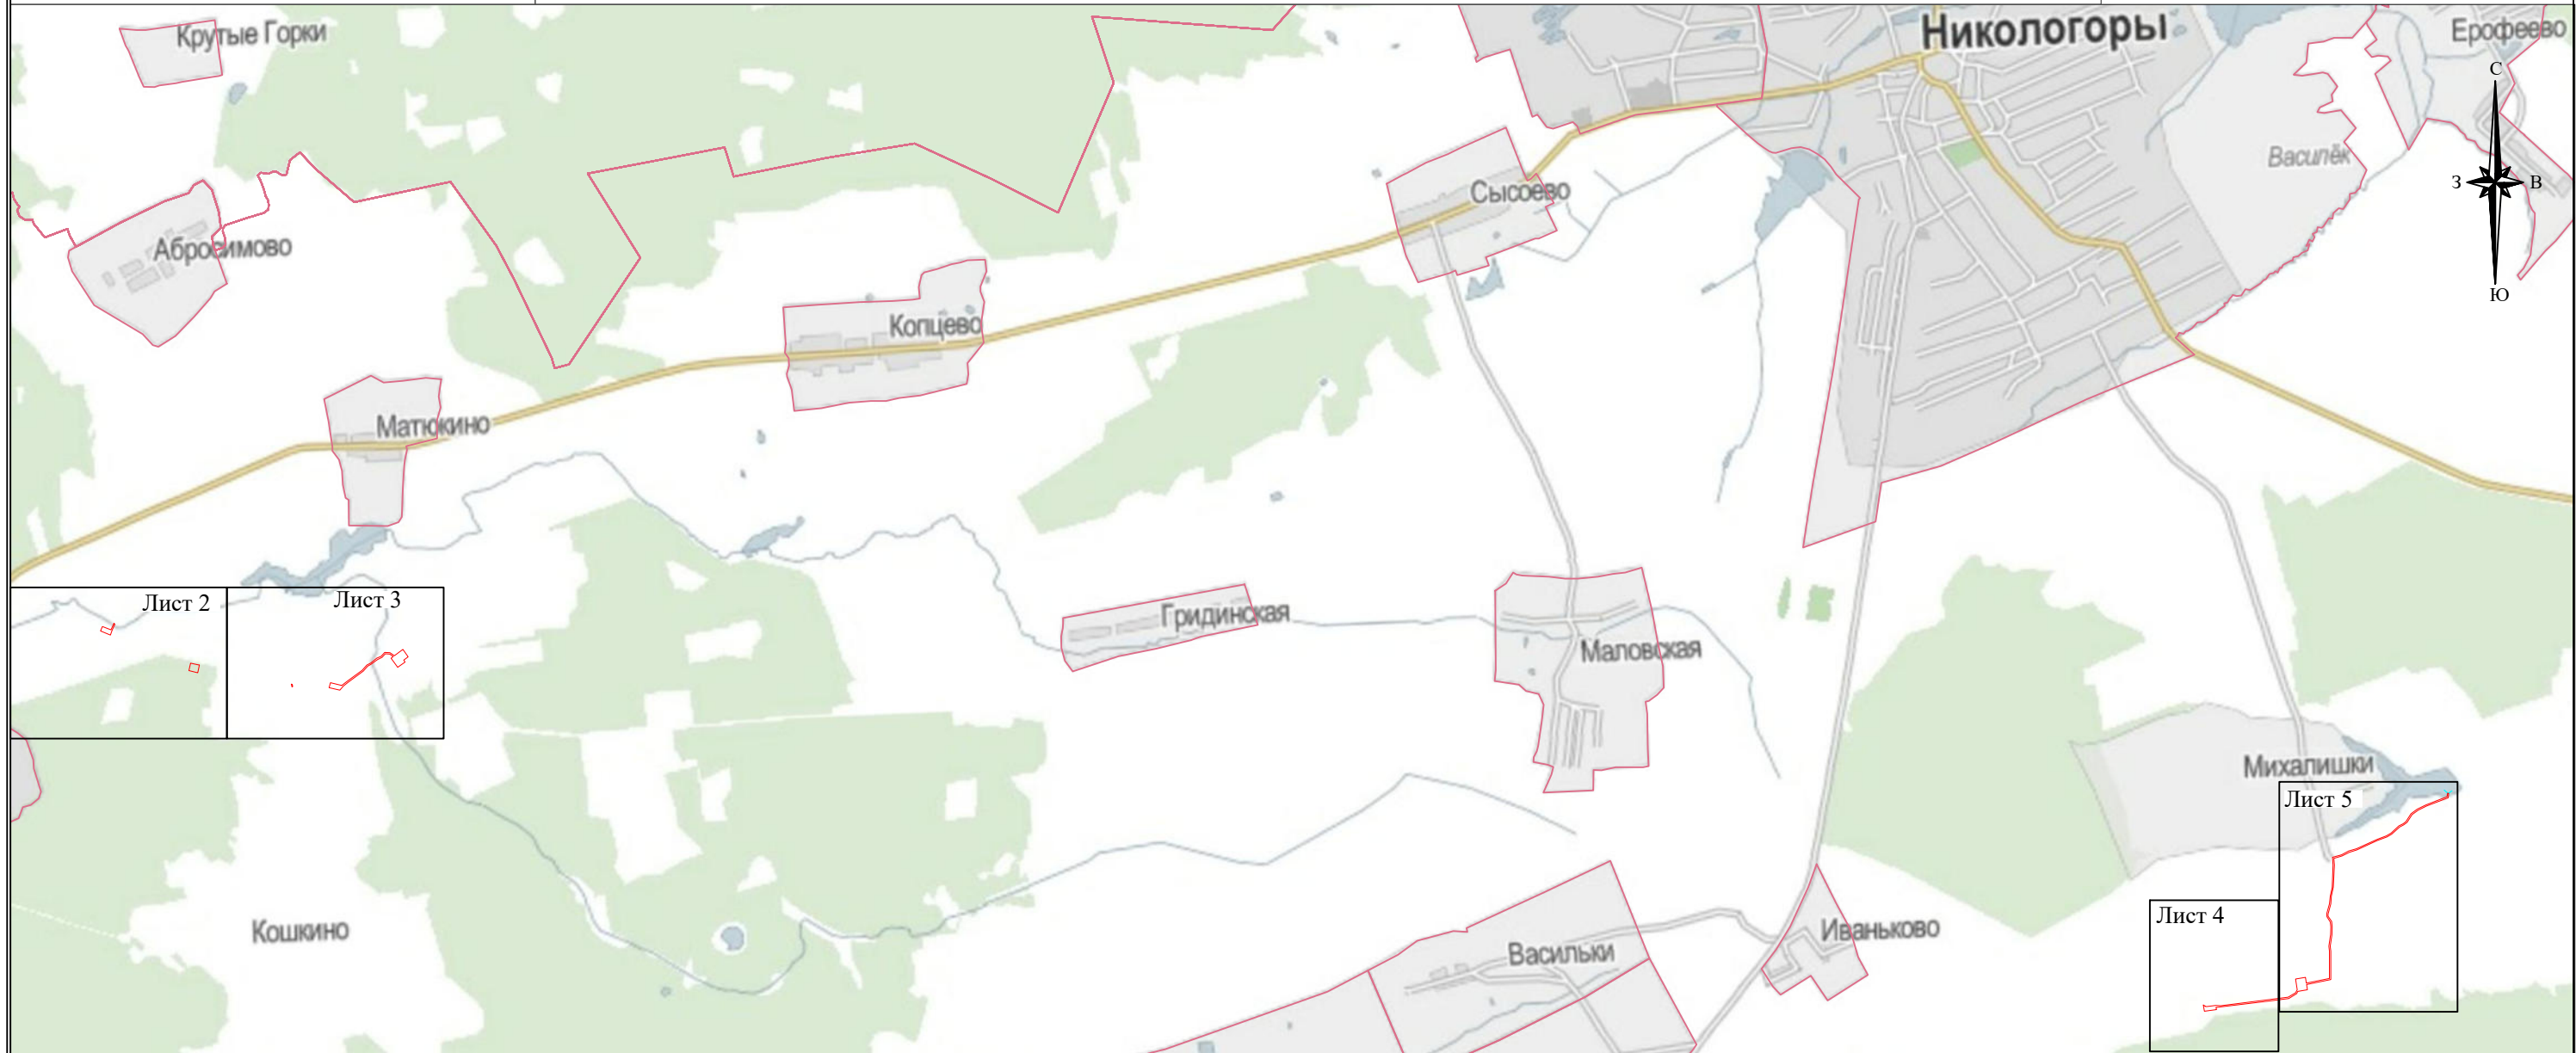 Крутые Горки
Никологоры
Ерофеево
С
Василёк
З
В
Сысоево
Абросимово
Ю
Копцево
Матюкино
Лист 2
Лист 3
Гридинская
Маловская
Михалишки
Лист 5
Лист 4
Кошкино
Васильки
Иваньково